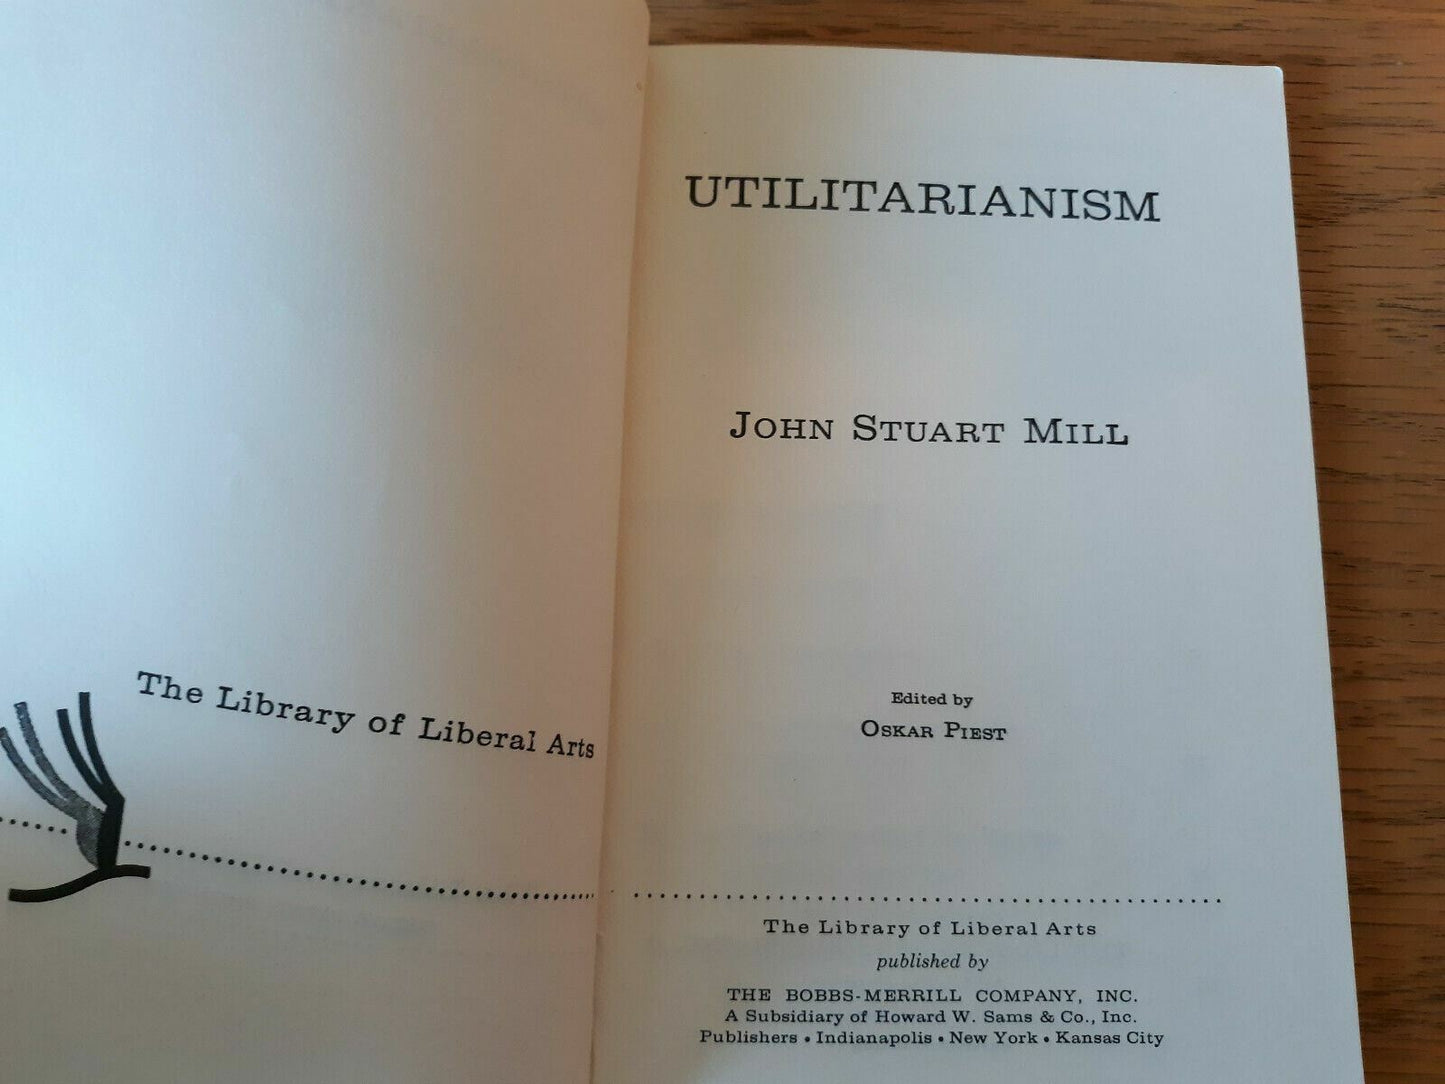 The Library of Liberal Arts
UTILITARIANISM
JOHN STUART MILL
Edited by
OSKAR PIEST
The Library of Liberal Arts
published by
THE BOBBS-MERRILL COMPANY, INC.
A Subsidiary of Howard W. Sams & Co., Inc.
Publishers • Indianapolis • New York • Kansas City